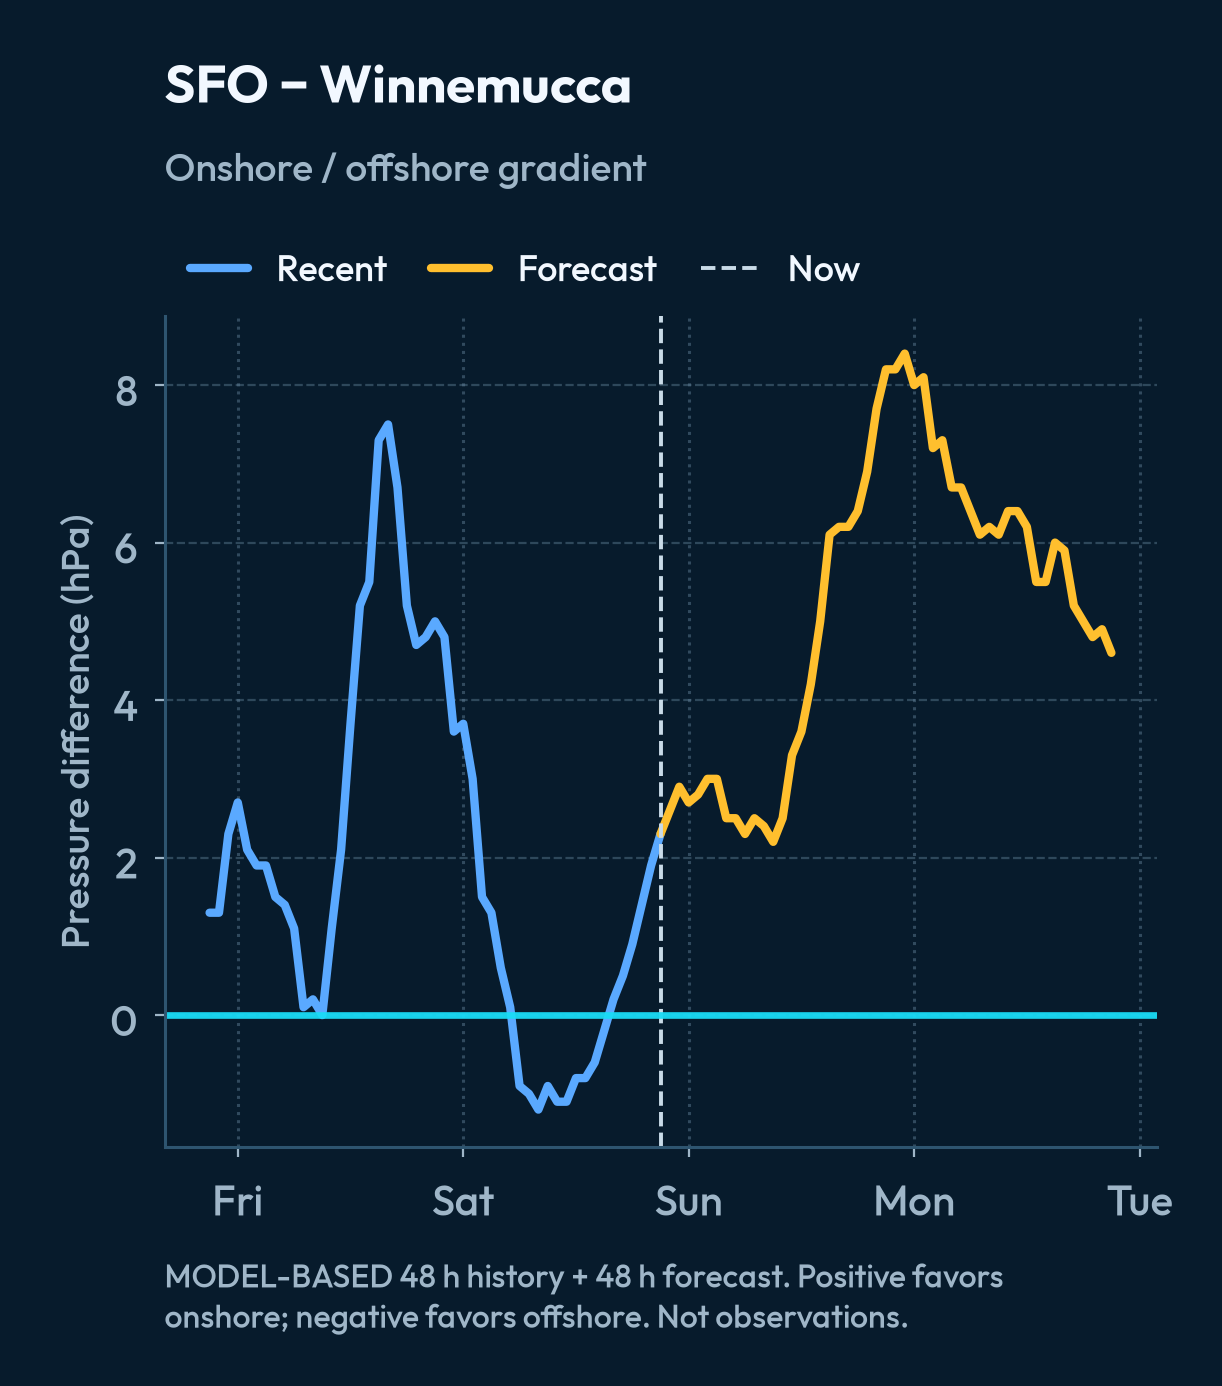 SFO – Winnemucca
Onshore / offshore gradient
Recent Forecast Now
Pressure difference (hPa)
8
6
4
2
0
Fri Sat Sun Mon Tue
MODEL-BASED 48 h history + 48 h forecast. Positive favors
onshore; negative favors offshore. Not observations.